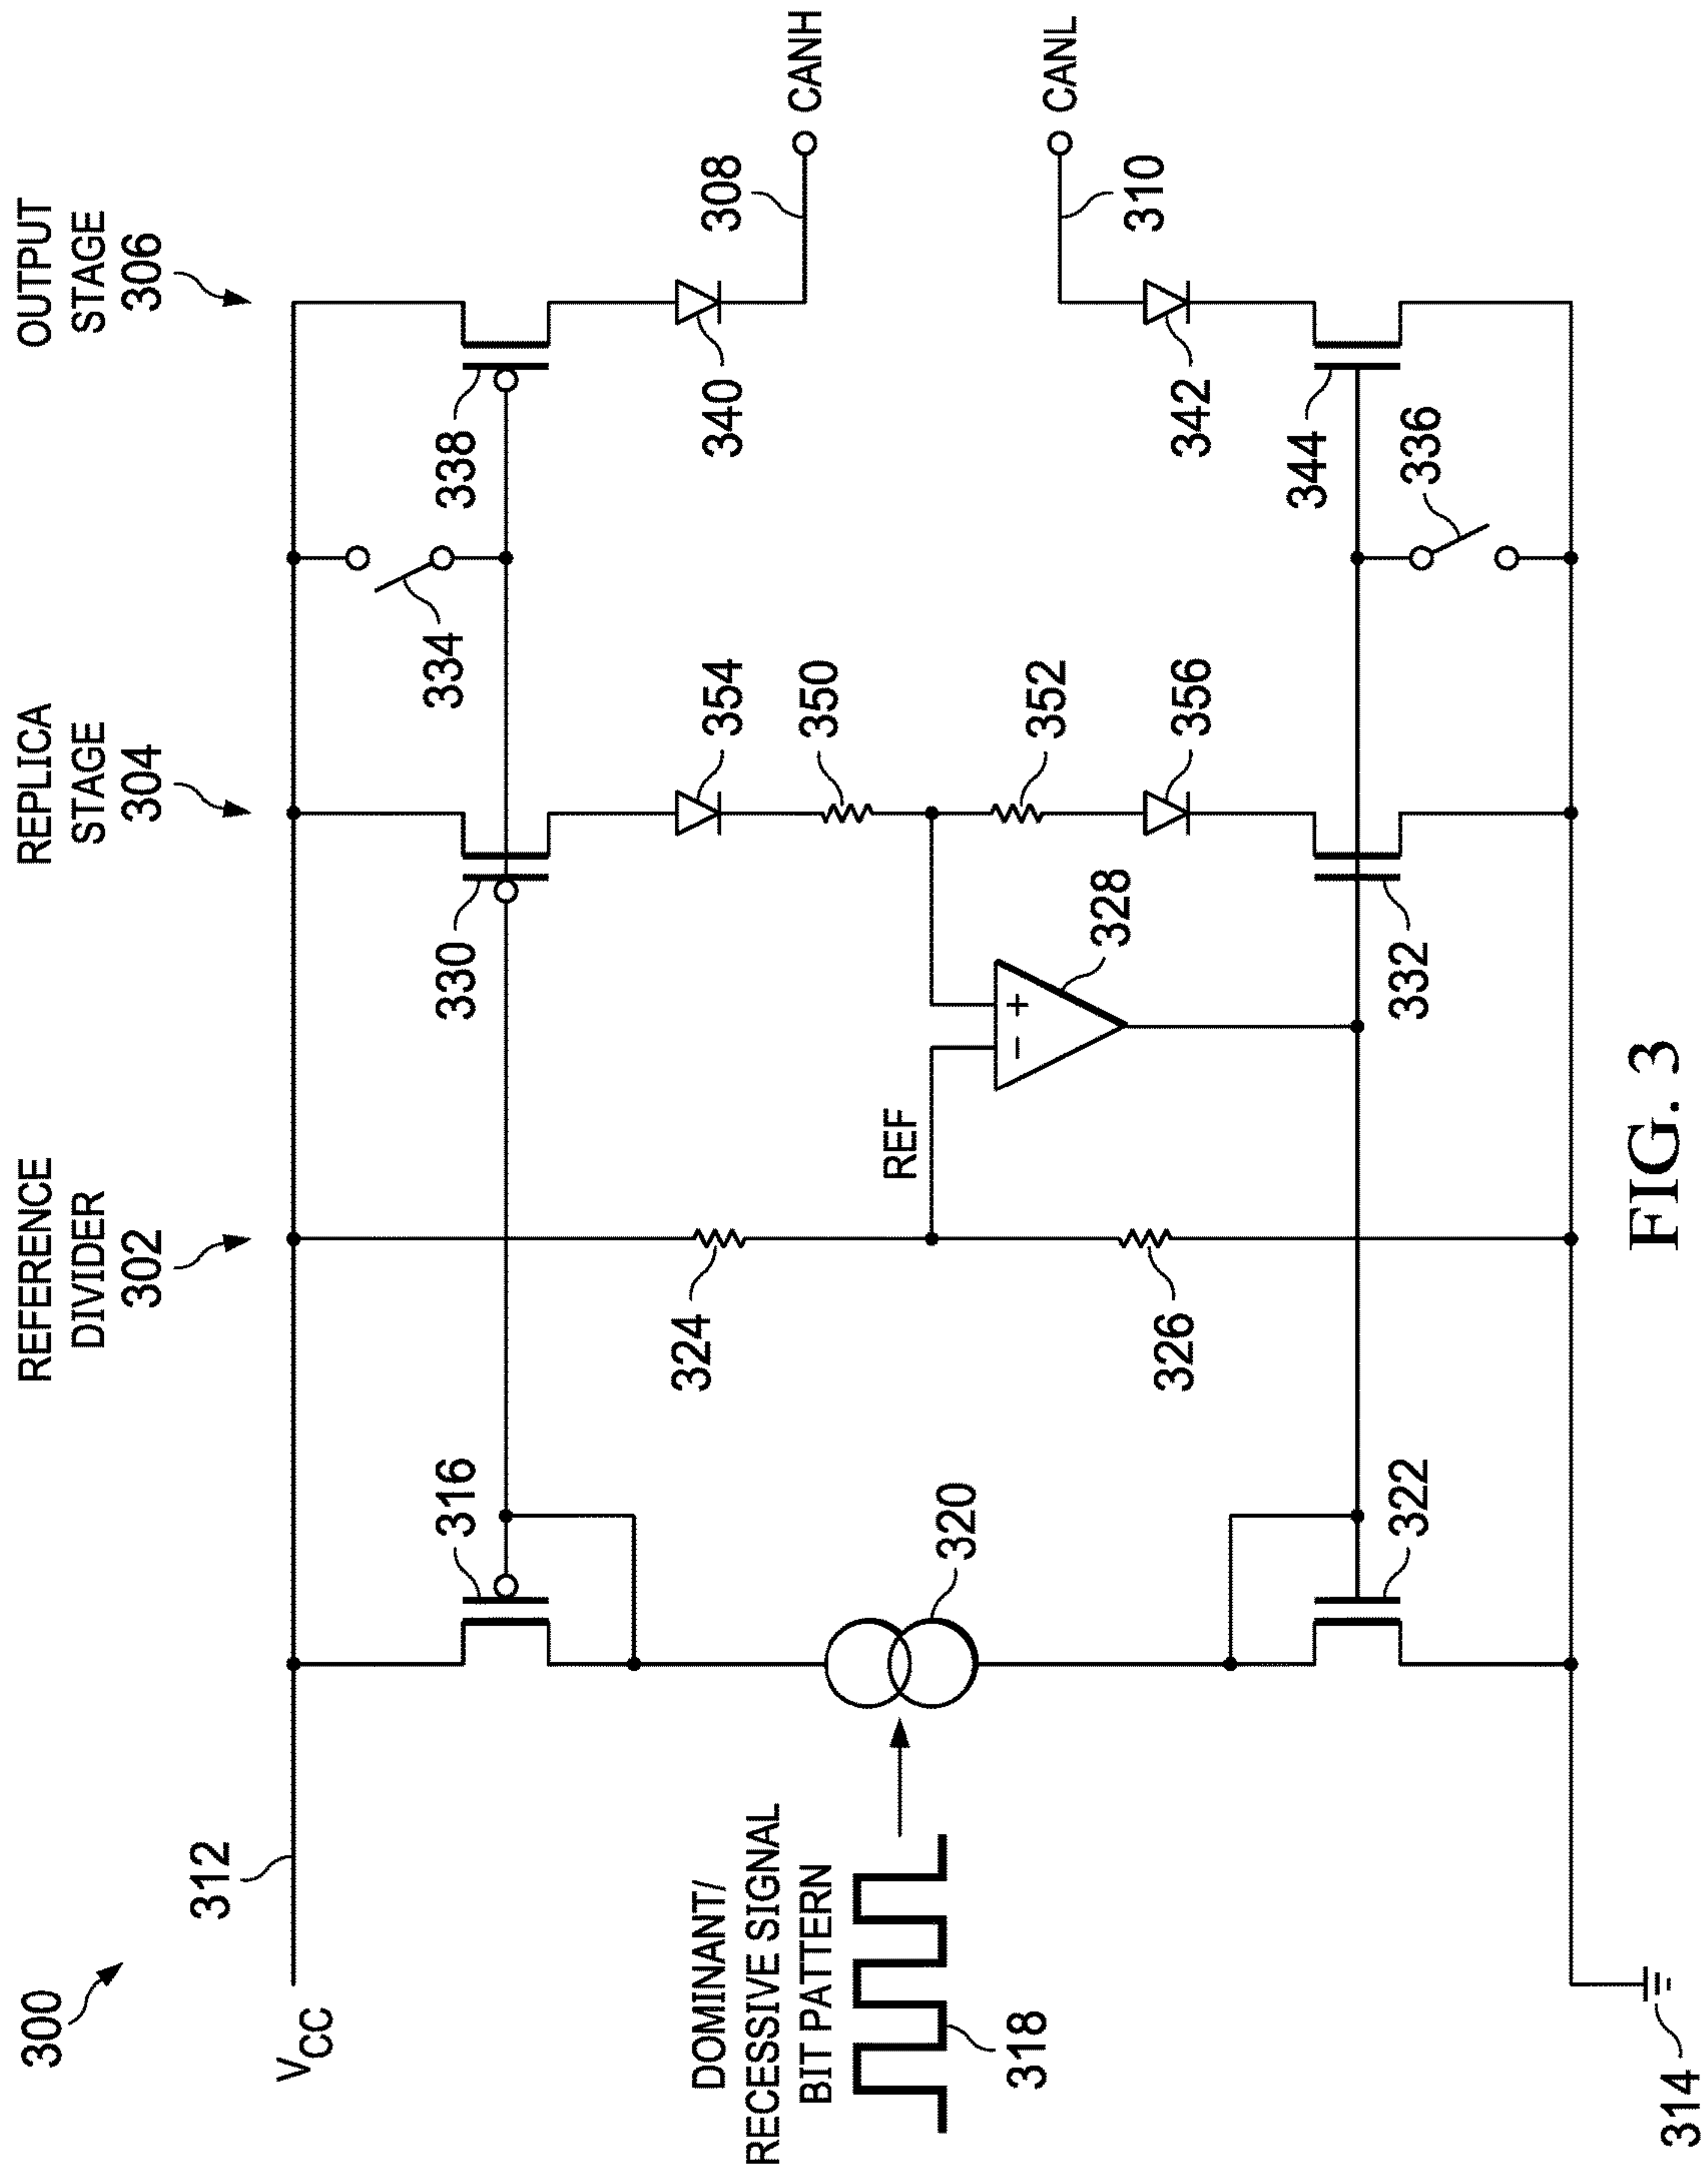 300
VCC
312
REFERENCE
DIVIDER
302
REPLICA
STAGE
304
OUTPUT
STAGE
306
316
330
334
338
324
354
340
308
CANH
350
DOMINANT/
RECESSIVE SIGNAL
BIT PATTERN
318
320
REF
−
+
328
352
CANL
310
326
356
342
322
332
344
336
314
FIG. 3